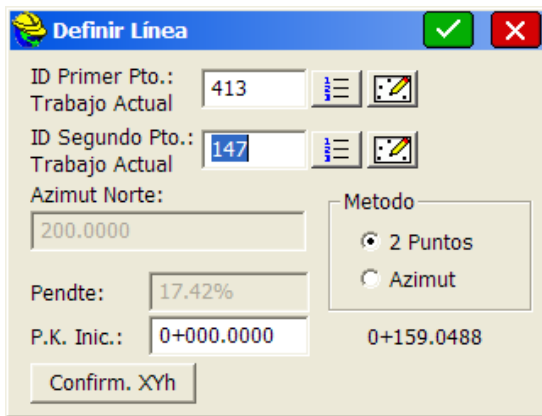 Definir Línea
ID Primer Pto.:
Trabajo Actual
413
ID Segundo Pto.:
Trabajo Actual
147
Azimut Norte:
200.0000
Metodo
2 Puntos
Azimut
Pendte:
17.42%
P.K. Inic.:
0+000.0000
0+159.0488
Confirm. XYh